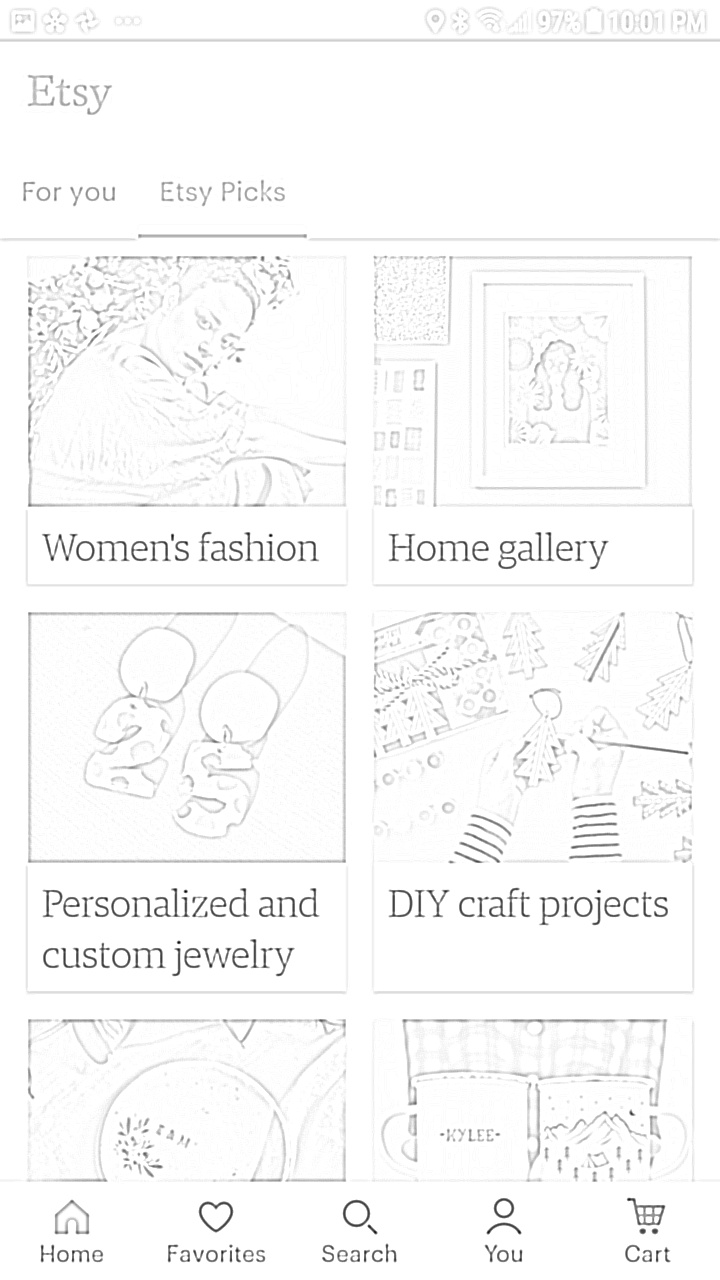 97% 10:01 PM
Etsy
For you
Etsy Picks
Women's fashion
Home gallery
Personalized and
custom jewelry
DIY craft projects
-KYLEE-
Home
Favorites
Search
You
Cart